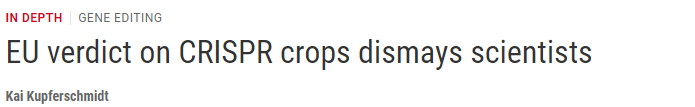 IN DEPTH | GENE EDITING
EU verdict on CRISPR crops dismays scientists
Kai Kupferschmidt